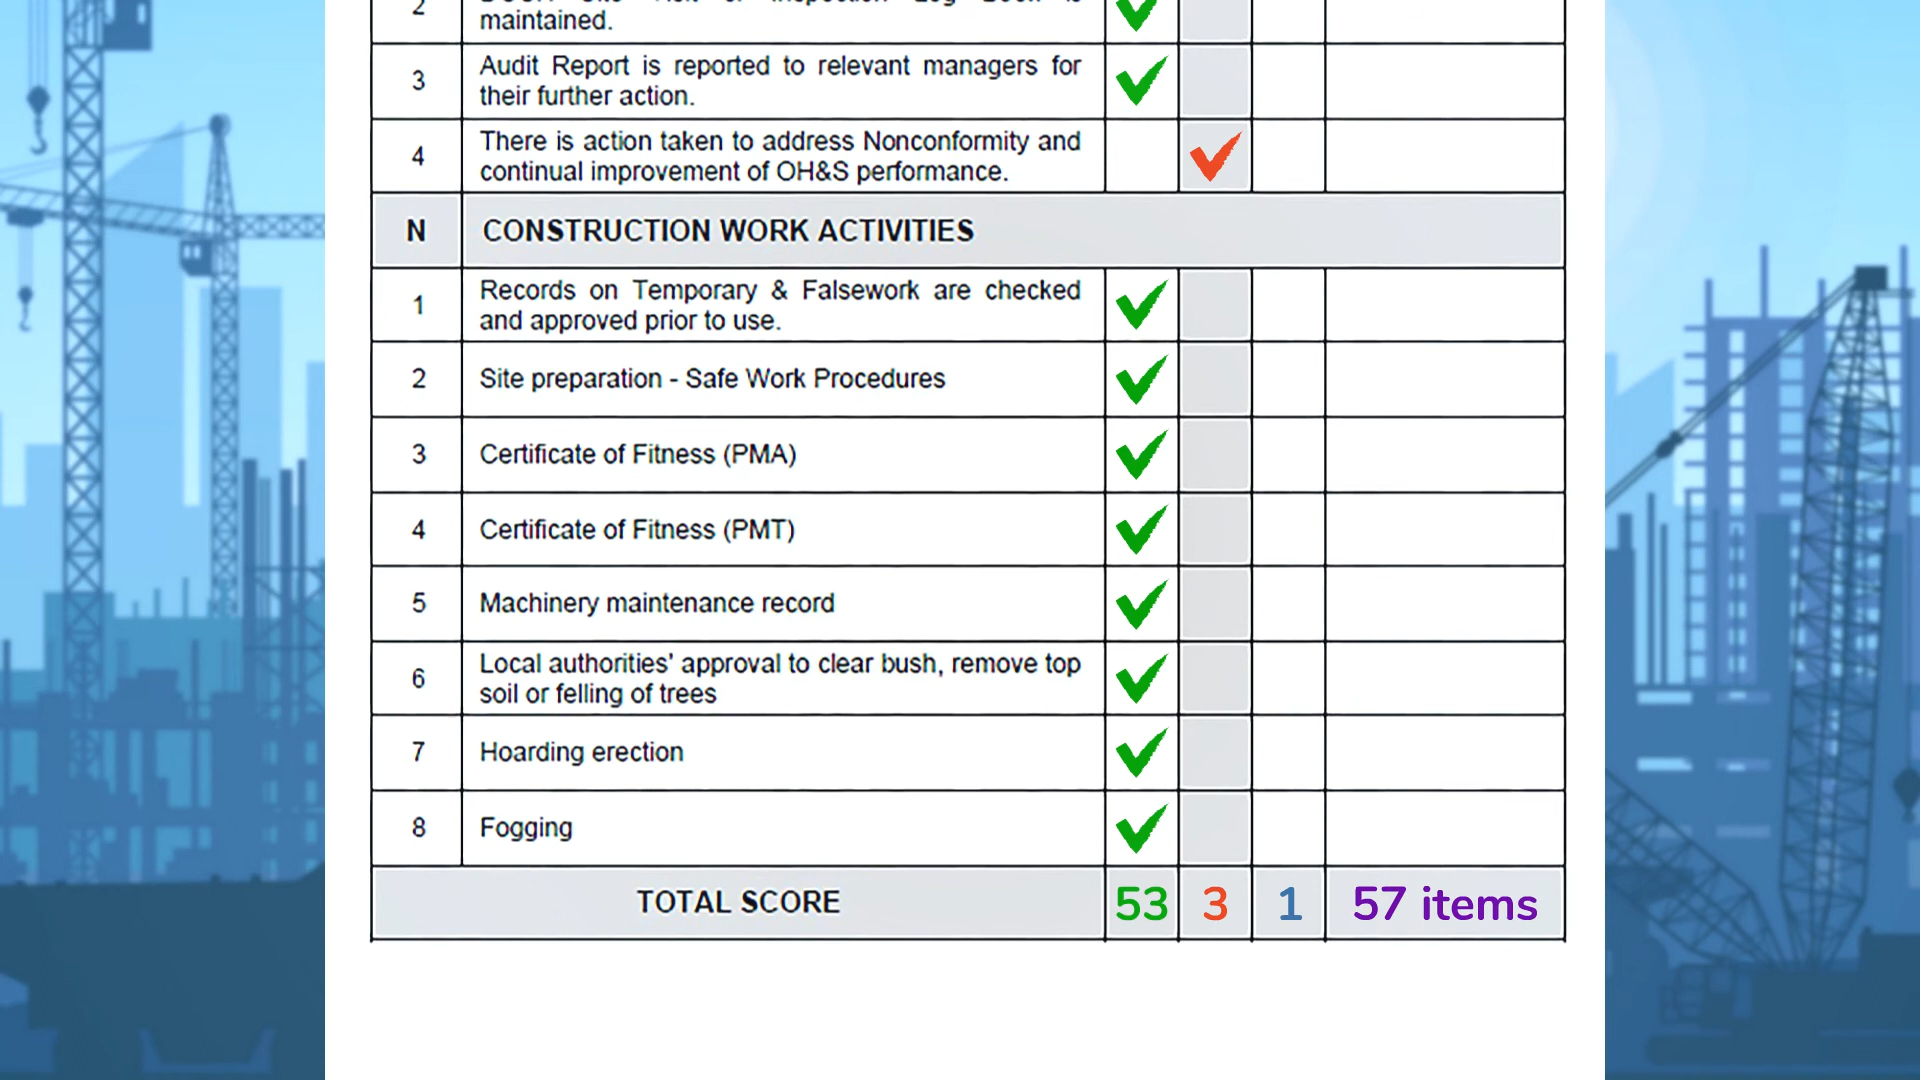 2
maintained.
3
Audit Report is reported to relevant managers for
their further action.
4
There is action taken to address Nonconformity and
continual improvement of OH&S performance.
N CONSTRUCTION WORK ACTIVITIES
1
Records on Temporary & Falsework are checked
and approved prior to use.
2 Site preparation - Safe Work Procedures
3 Certificate of Fitness (PMA)
4 Certificate of Fitness (PMT)
5 Machinery maintenance record
6
Local authorities' approval to clear bush, remove top
soil or felling of trees
7 Hoarding erection
8 Fogging
TOTAL SCORE 53 3 1 57 items